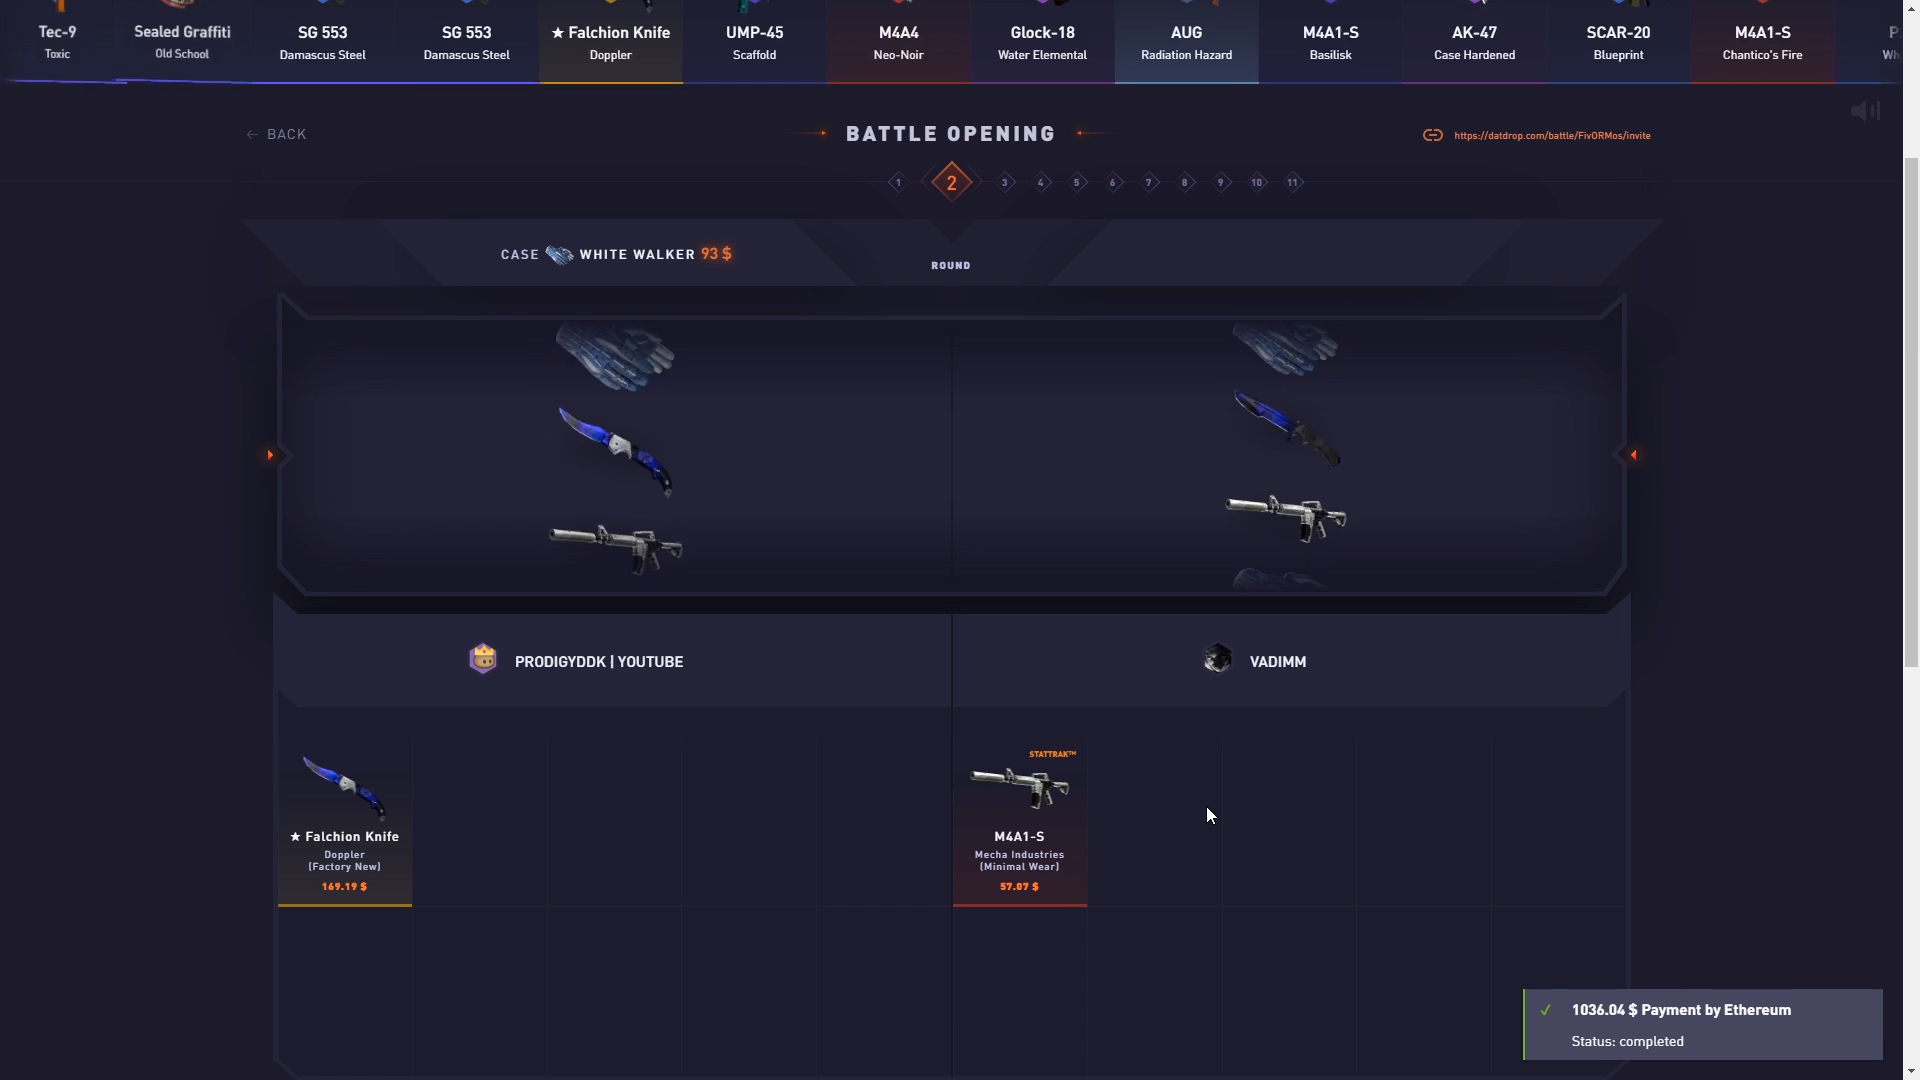 Tec-9
Toxic
Sealed Graffiti
Old School
SG 553
Damascus Steel
SG 553
Damascus Steel
★ Falchion Knife
Doppler
UMP-45
Scaffold
M4A4
Neo-Noir
Glock-18
Water Elemental
AUG
Radiation Hazard
M4A1-S
Basilisk
AK-47
Case Hardened
SCAR-20
Blueprint
M4A1-S
Chantico's Fire
← BACK
BATTLE OPENING
https://datdrop.com/battle/FivORMos/invite
1 2 3 4 5 6 7 8 9 10 11
CASE WHITE WALKER 93 $
ROUND
PRODIGYDDK | YOUTUBE
VADIMM
★ Falchion Knife
Doppler
(Factory New)
169.19 $
STATTRAK™
M4A1-S
Mecha Industries
(Minimal Wear)
57.07 $
1036.04 $ Payment by Ethereum
Status: completed